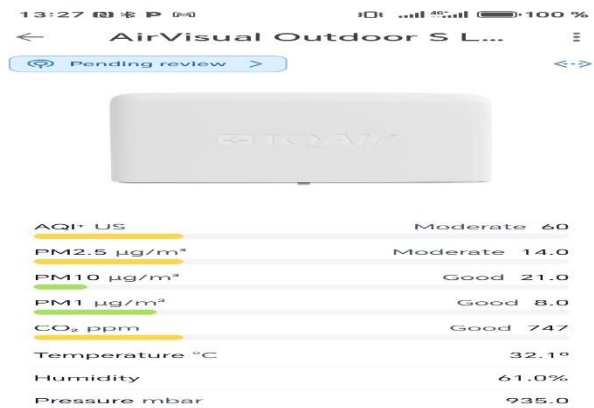 13:27 100 %
AirVisual Outdoor S L...
Pending review
IQAir
AQI⁺ US Moderate 60
PM2.5 µg/m³ Moderate 14.0
PM10 µg/m³ Good 21.0
PM1 µg/m³ Good 8.0
CO₂ ppm Good 747
Temperature °C 32.1°
Humidity 61.0%
Pressure mbar 935.0